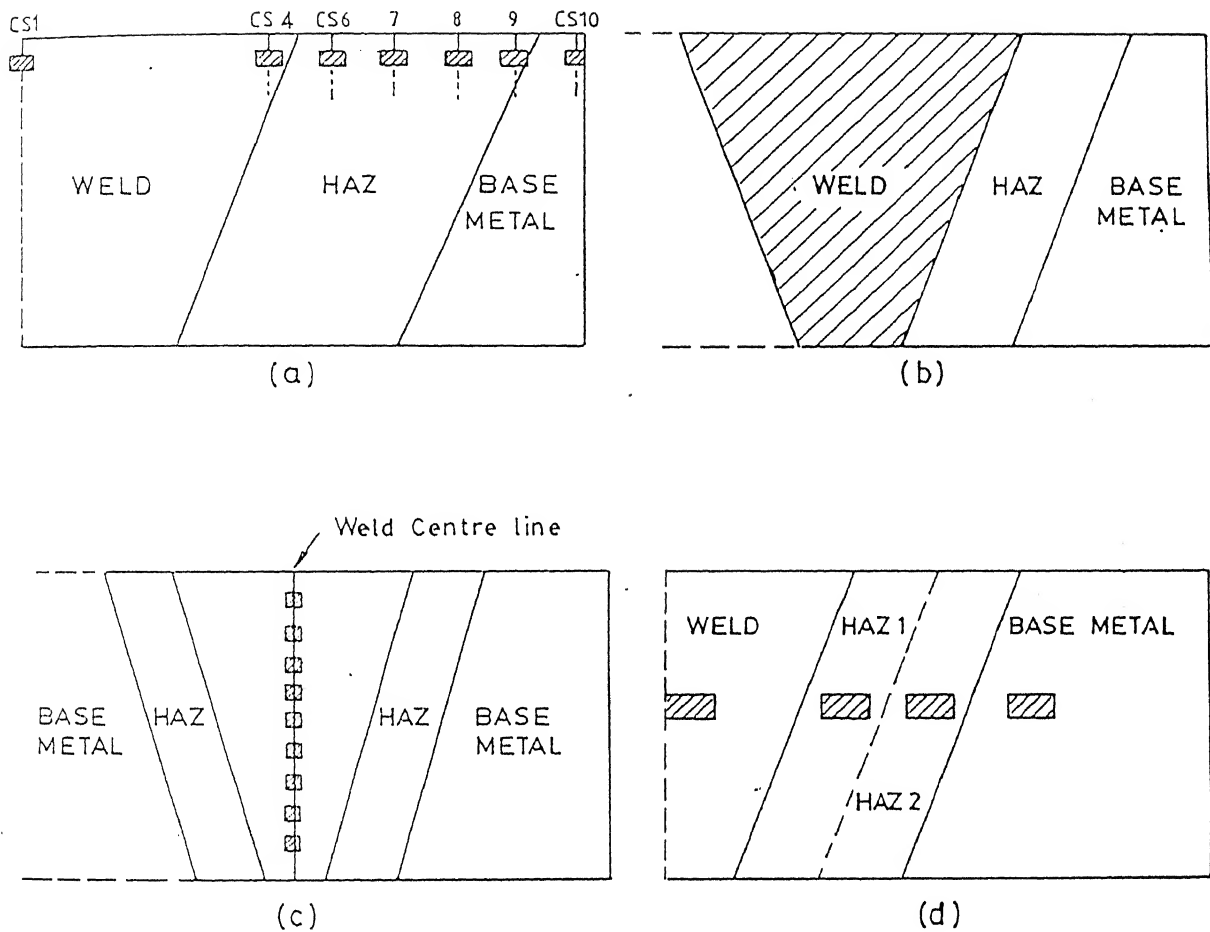 CS1 CS 4 CS6 7 8 9 CS10
WELD HAZ BASE
METAL
(a)
WELD HAZ BASE
METAL
(b)
Weld Centre line
BASE
METAL HAZ HAZ BASE
METAL
(c)
WELD HAZ 1 BASE METAL
HAZ 2
(d)